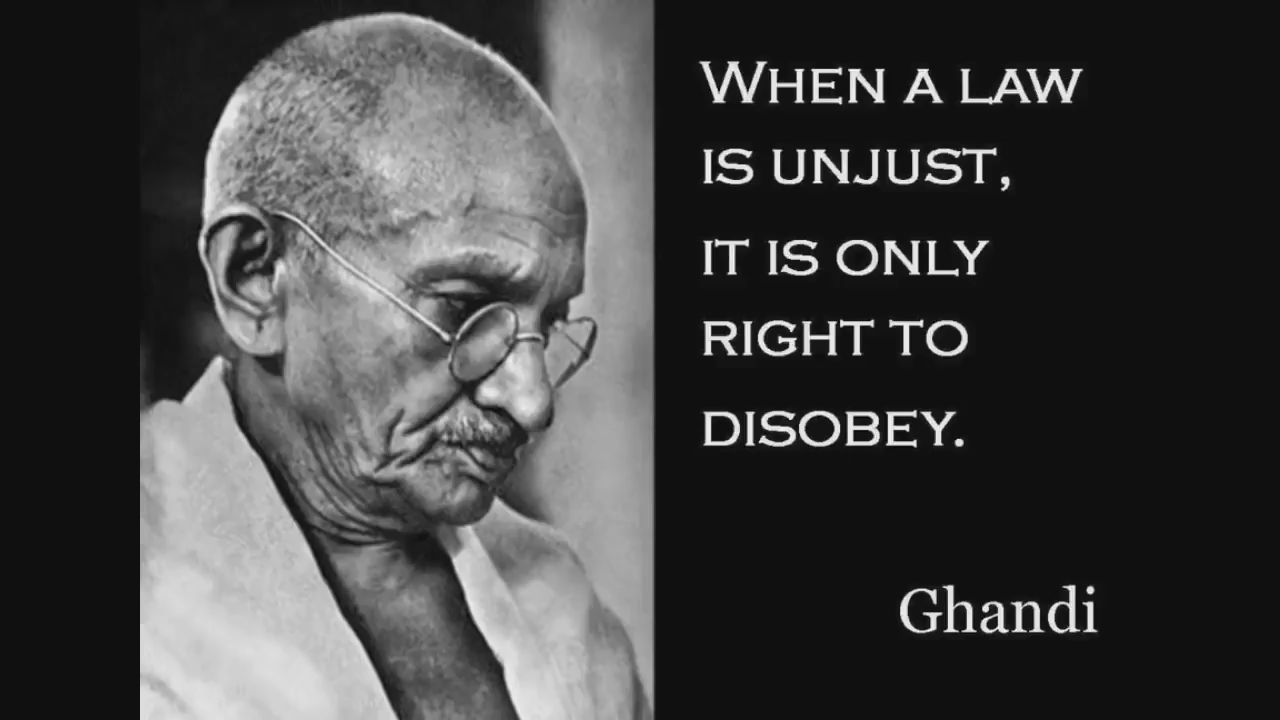 WHEN A LAW
IS UNJUST,
IT IS ONLY
RIGHT TO
DISOBEY.
Ghandi